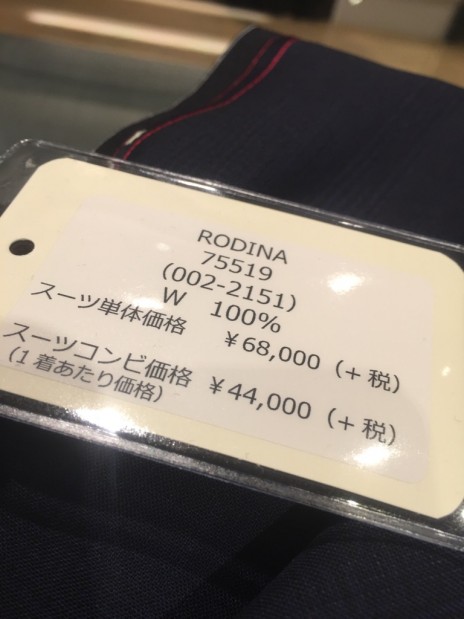 RODINA
75519
(002-2151)
W 100%
スーツ単体価格 ¥68,000(+税)
スーツコンビ価格 ¥44,000(+税)
(1着あたり価格)